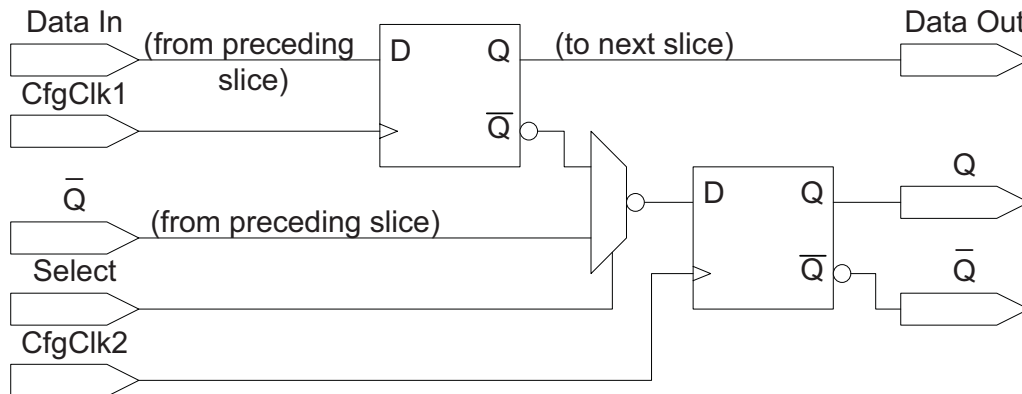 Data In
(from preceding
slice)
D
Q
(to next slice)
Data Out
CfgClk1
Q̅
Q̅
(from preceding slice)
D
Q
Q
Select
Q̅
Q̅
CfgClk2